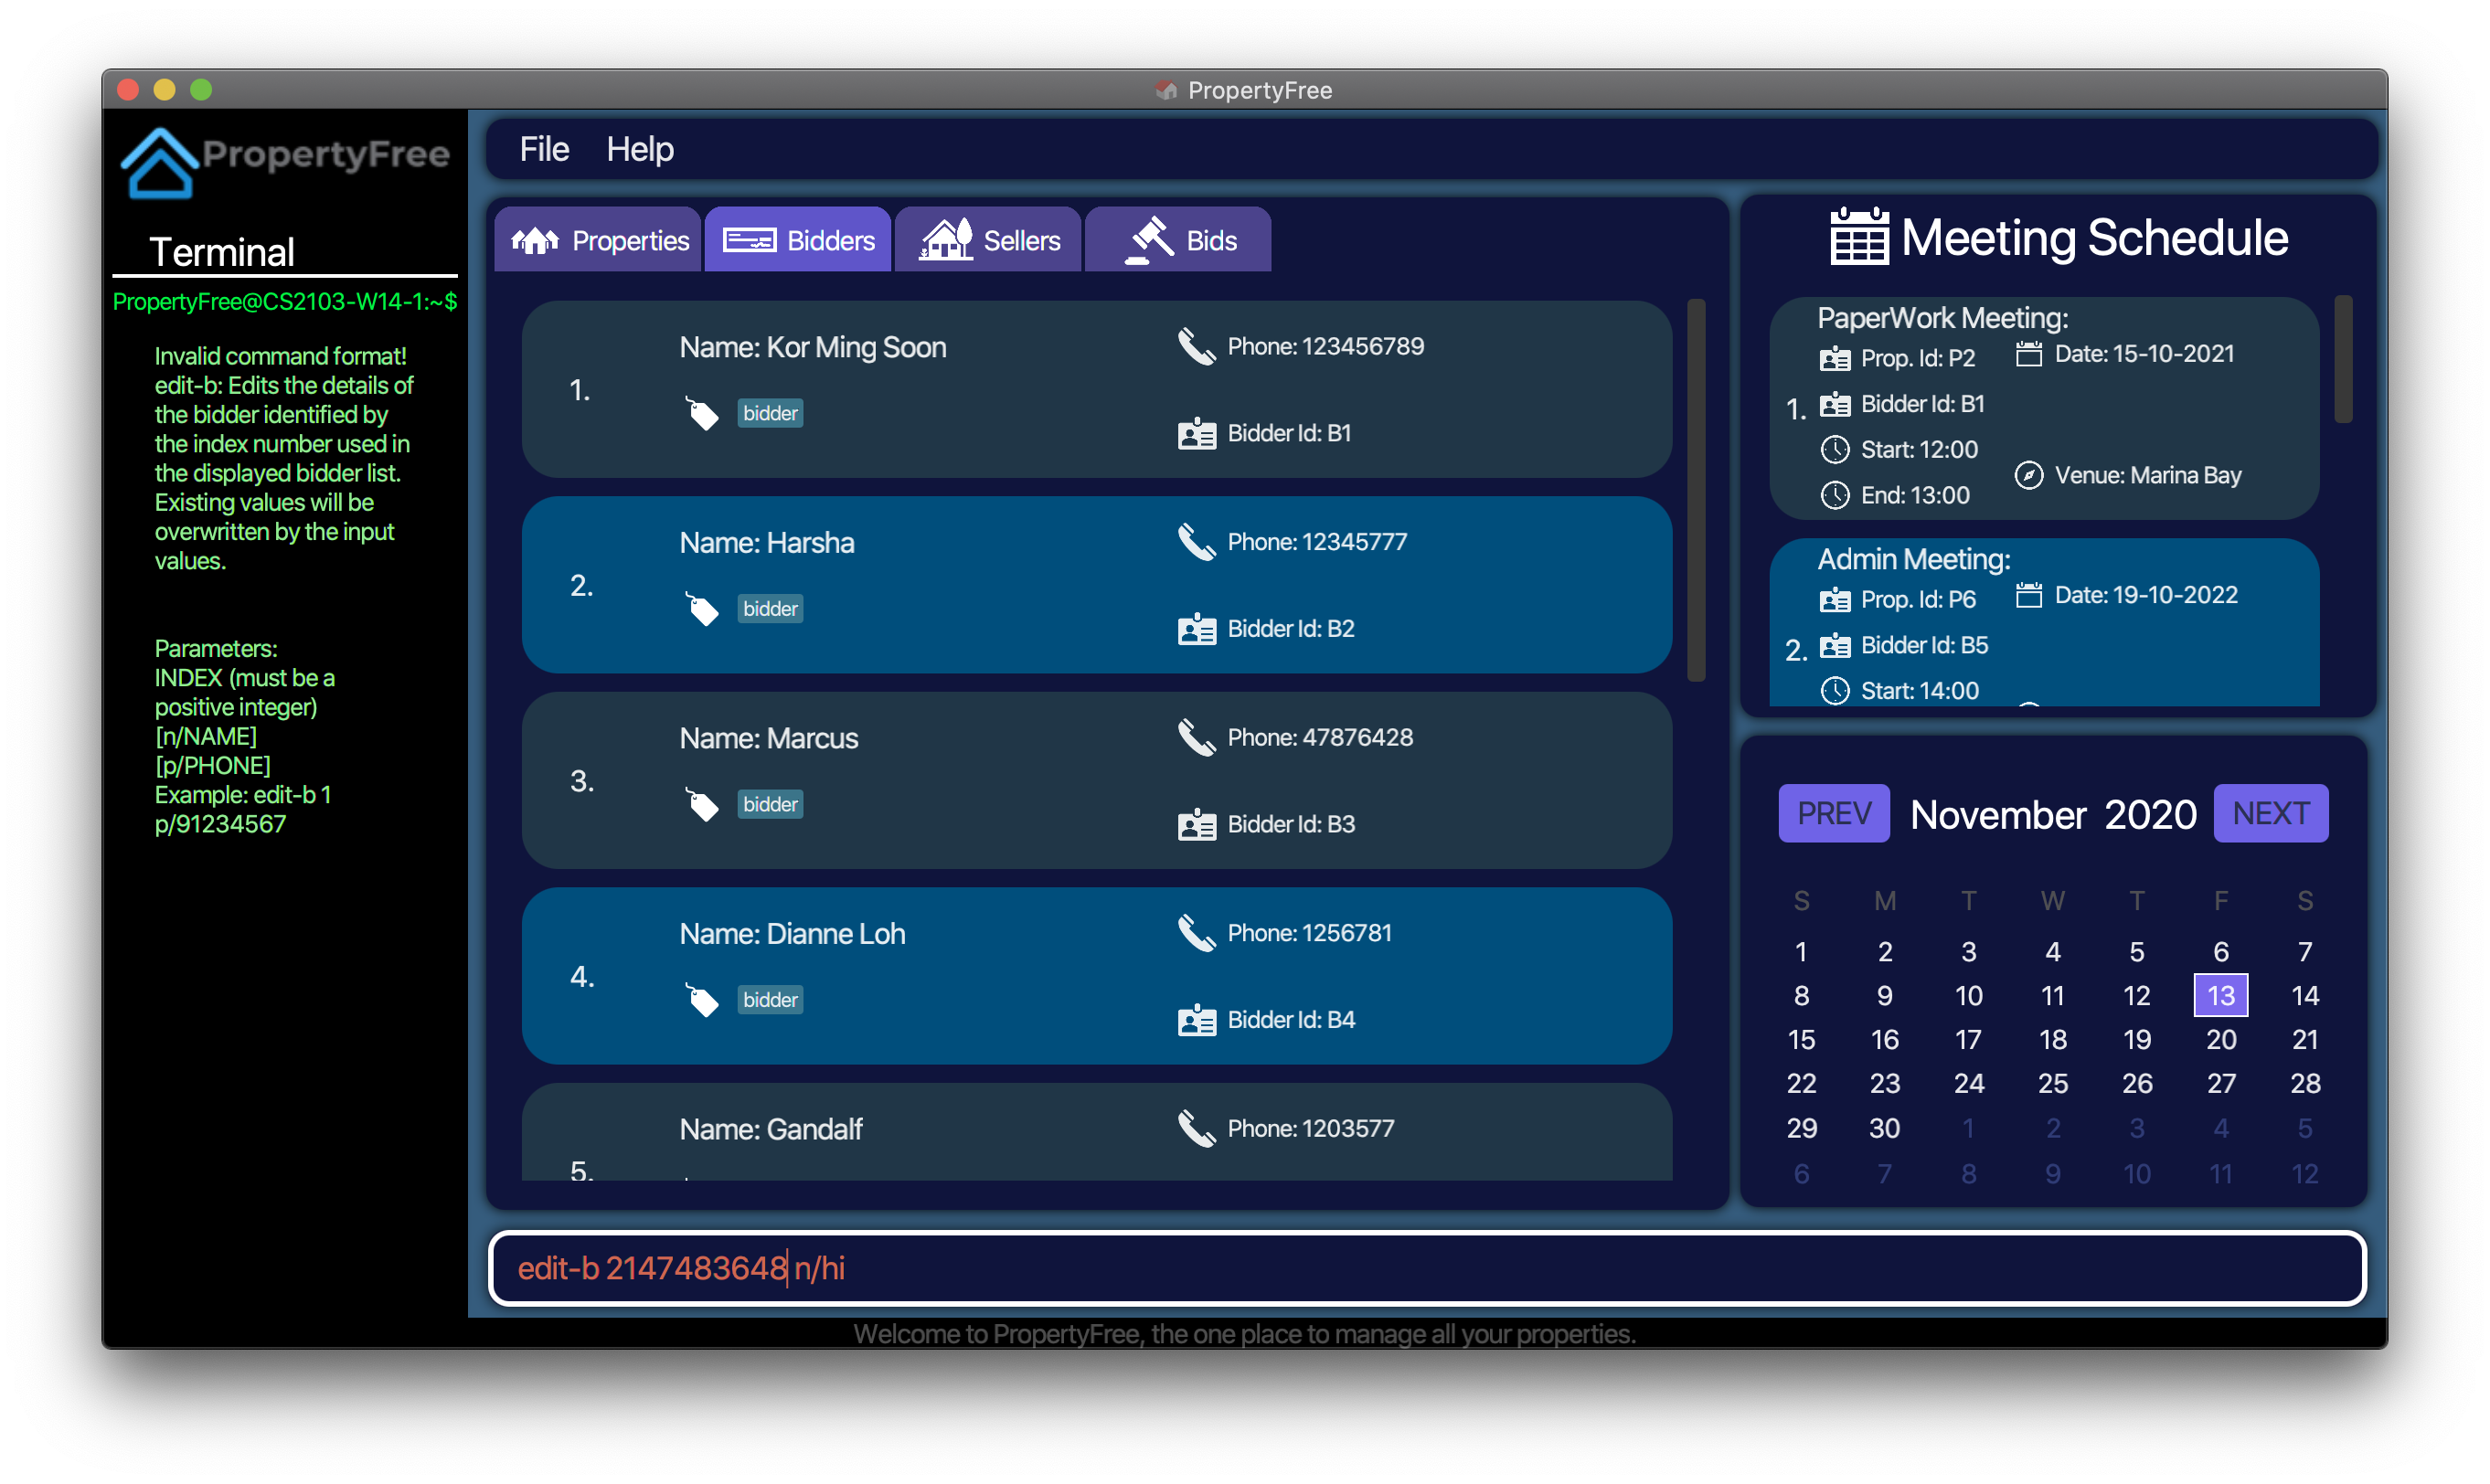 PropertyFree
PropertyFree
Terminal
PropertyFree@CS2103-W14-1:~$
Invalid command format!
edit-b: Edits the details of
the bidder identified by
the index number used in
the displayed bidder list.
Existing values will be
overwritten by the input
values.
Parameters:
INDEX (must be a
positive integer)
[n/NAME]
[p/PHONE]
Example: edit-b 1
p/91234567
File Help
Properties Bidders Sellers Bids
1.
Name: Kor Ming Soon
Phone: 123456789
bidder
Bidder Id: B1
2.
Name: Harsha
Phone: 12345777
bidder
Bidder Id: B2
3.
Name: Marcus
Phone: 47876428
bidder
Bidder Id: B3
4.
Name: Dianne Loh
Phone: 1256781
bidder
Bidder Id: B4
5.
Name: Gandalf
Phone: 1203577
Meeting Schedule
1.
PaperWork Meeting:
Prop. Id: P2
Date: 15-10-2021
Bidder Id: B1
Start: 12:00
Venue: Marina Bay
End: 13:00
2.
Admin Meeting:
Prop. Id: P6
Date: 19-10-2022
Bidder Id: B5
Start: 14:00
PREV November 2020 NEXT
S M T W T F S
1 2 3 4 5 6 7
8 9 10 11 12 13 14
15 16 17 18 19 20 21
22 23 24 25 26 27 28
29 30 1 2 3 4 5
6 7 8 9 10 11 12
edit-b 2147483648 n/hi
Welcome to PropertyFree, the one place to manage all your properties.